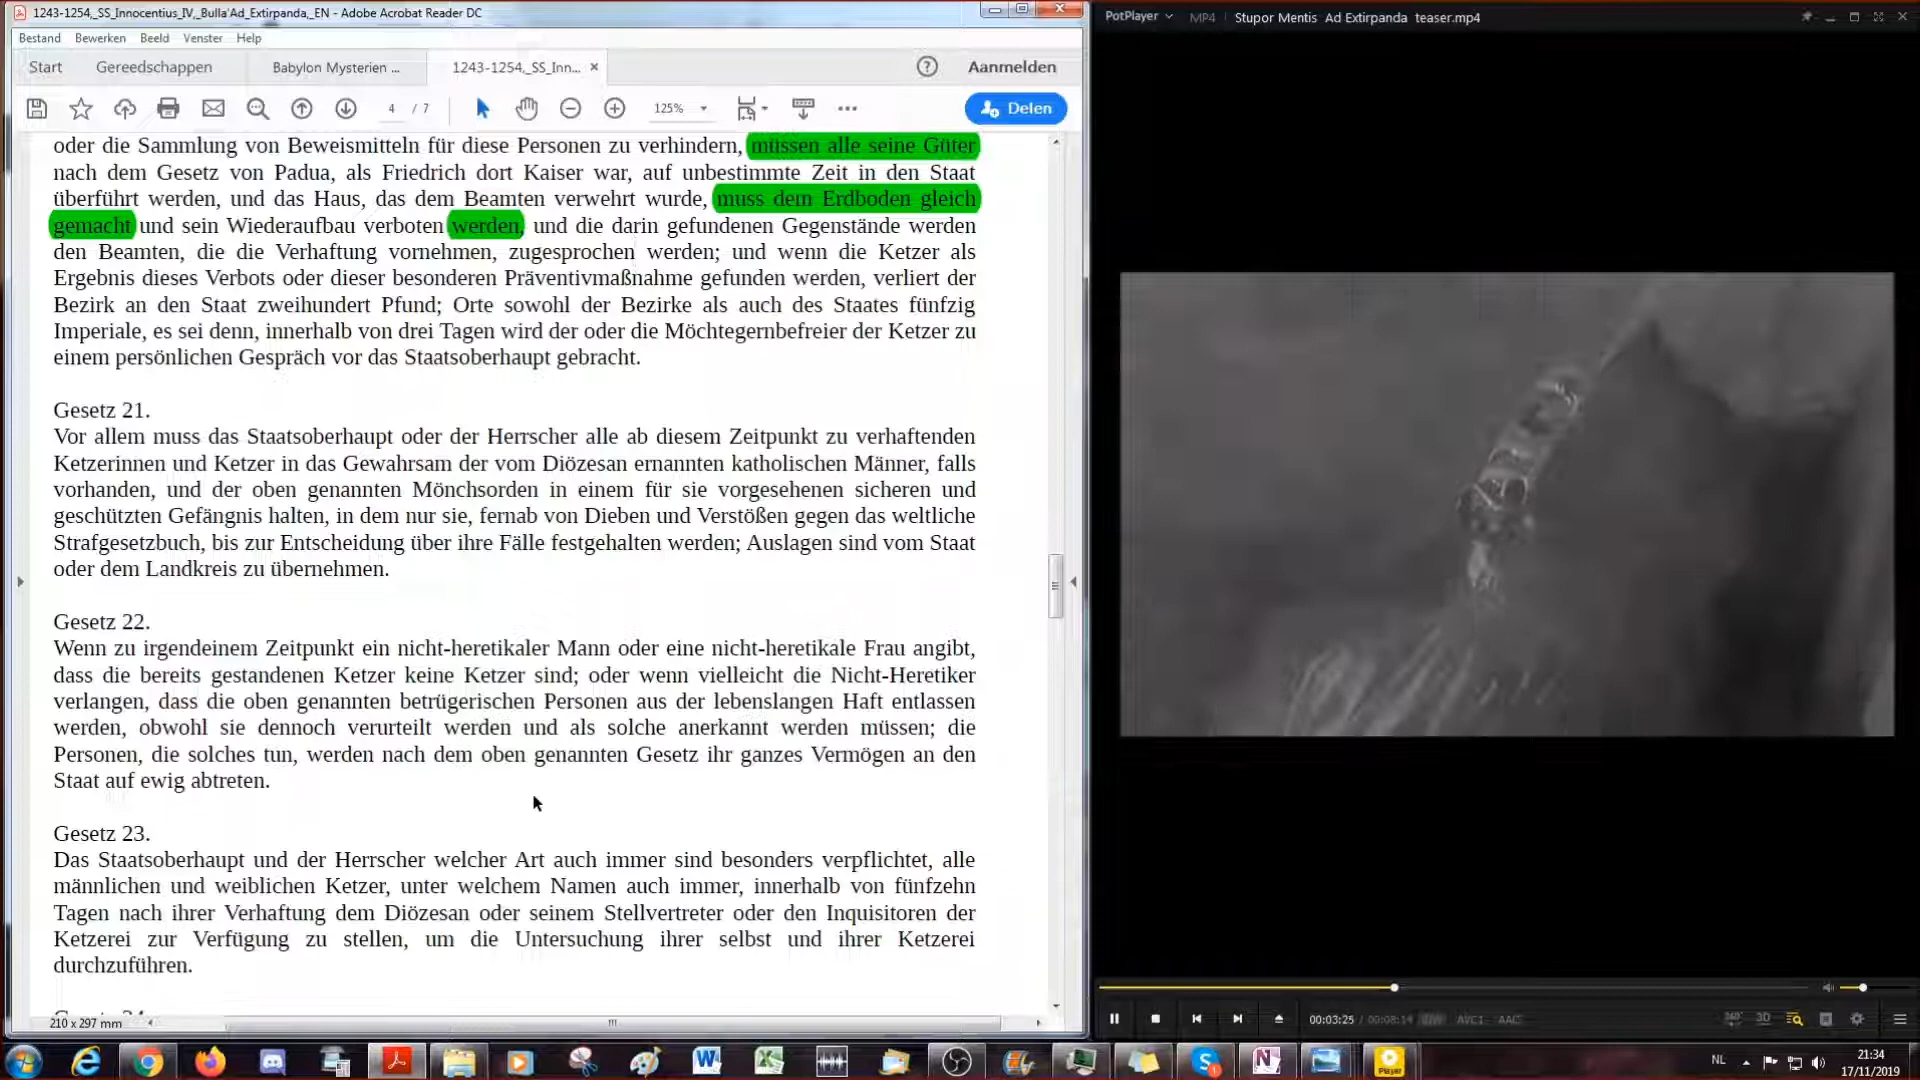 1243-1254,_SS_Innocentius_IV,_Bulla'Ad_Extirpanda,_EN - Adobe Acrobat Reader DC
Bestand Bewerken Beeld Venster Help
Start Gereedschappen Babylon Mysterien ... 1243-1254,_SS_Inn... × ? Aanmelden
4 / 7 125% Delen
oder die Sammlung von Beweismitteln für diese Personen zu verhindern, müssen alle seine Güter
nach dem Gesetz von Padua, als Friedrich dort Kaiser war, auf unbestimmte Zeit in den Staat
überführt werden, und das Haus, das dem Beamten verwehrt wurde, muss dem Erdboden gleich
gemacht und sein Wiederaufbau verboten werden, und die darin gefundenen Gegenstände werden
den Beamten, die die Verhaftung vornehmen, zugesprochen werden; und wenn die Ketzer als
Ergebnis dieses Verbots oder dieser besonderen Präventivmaßnahme gefunden werden, verliert der
Bezirk an den Staat zweihundert Pfund; Orte sowohl der Bezirke als auch des Staates fünfzig
Imperiale, es sei denn, innerhalb von drei Tagen wird der oder die Möchtegernbefreier der Ketzer zu
einem persönlichen Gespräch vor das Staatsoberhaupt gebracht.
Gesetz 21.
Vor allem muss das Staatsoberhaupt oder der Herrscher alle ab diesem Zeitpunkt zu verhaftenden
Ketzerinnen und Ketzer in das Gewahrsam der vom Diözesan ernannten katholischen Männer, falls
vorhanden, und der oben genannten Mönchsorden in einem für sie vorgesehenen sicheren und
geschützten Gefängnis halten, in dem nur sie, fernab von Dieben und Verstößen gegen das weltliche
Strafgesetzbuch, bis zur Entscheidung über ihre Fälle festgehalten werden; Auslagen sind vom Staat
oder dem Landkreis zu übernehmen.
Gesetz 22.
Wenn zu irgendeinem Zeitpunkt ein nicht-heretikaler Mann oder eine nicht-heretikale Frau angibt,
dass die bereits gestandenen Ketzer keine Ketzer sind; oder wenn vielleicht die Nicht-Heretiker
verlangen, dass die oben genannten betrügerischen Personen aus der lebenslangen Haft entlassen
werden, obwohl sie dennoch verurteilt werden und als solche anerkannt werden müssen; die
Personen, die solches tun, werden nach dem oben genannten Gesetz ihr ganzes Vermögen an den
Staat auf ewig abtreten.
Gesetz 23.
Das Staatsoberhaupt und der Herrscher welcher Art auch immer sind besonders verpflichtet, alle
männlichen und weiblichen Ketzer, unter welchem Namen auch immer, innerhalb von fünfzehn
Tagen nach ihrer Verhaftung dem Diözesan oder seinem Stellvertreter oder den Inquisitoren der
Ketzerei zur Verfügung zu stellen, um die Untersuchung ihrer selbst und ihrer Ketzerei
durchzuführen.
210 x 297 mm
PotPlayer MP4 Stupor Mentis Ad Extirpanda teaser.mp4
00:03:25 / 00:08:14 AVC1 AAC
360° 3D
NL 21:34
17/11/2019